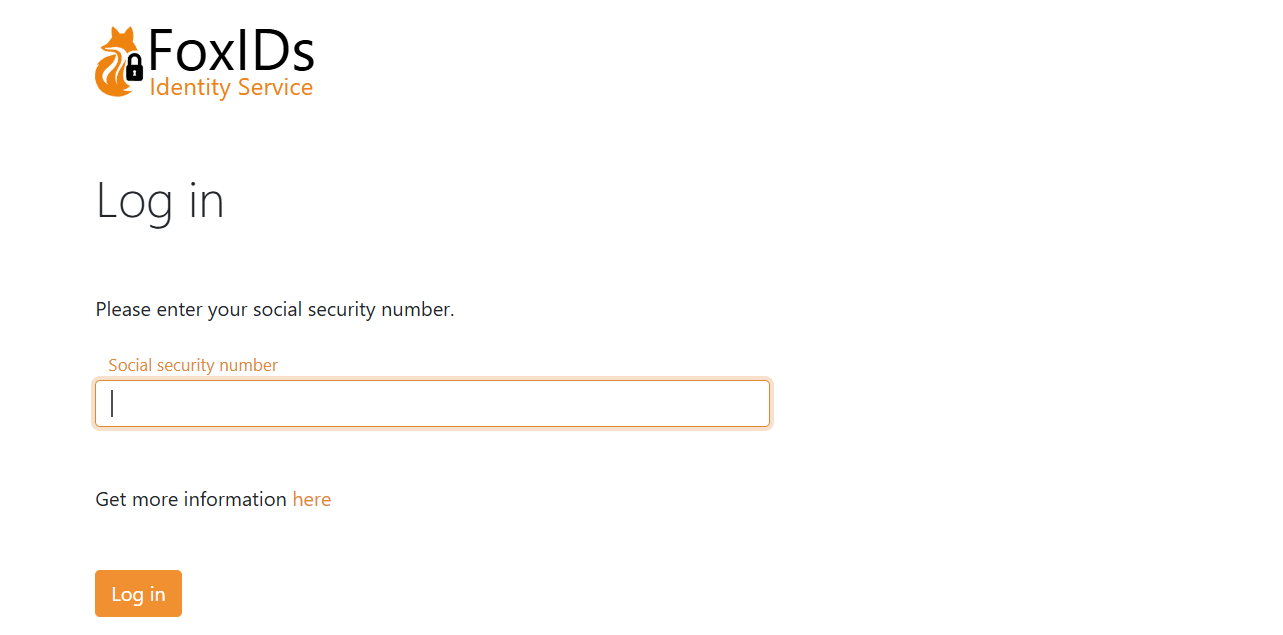 FoxIDs
Identity Service
Log in
Please enter your social security number.
Social security number
Get more information here
Log in